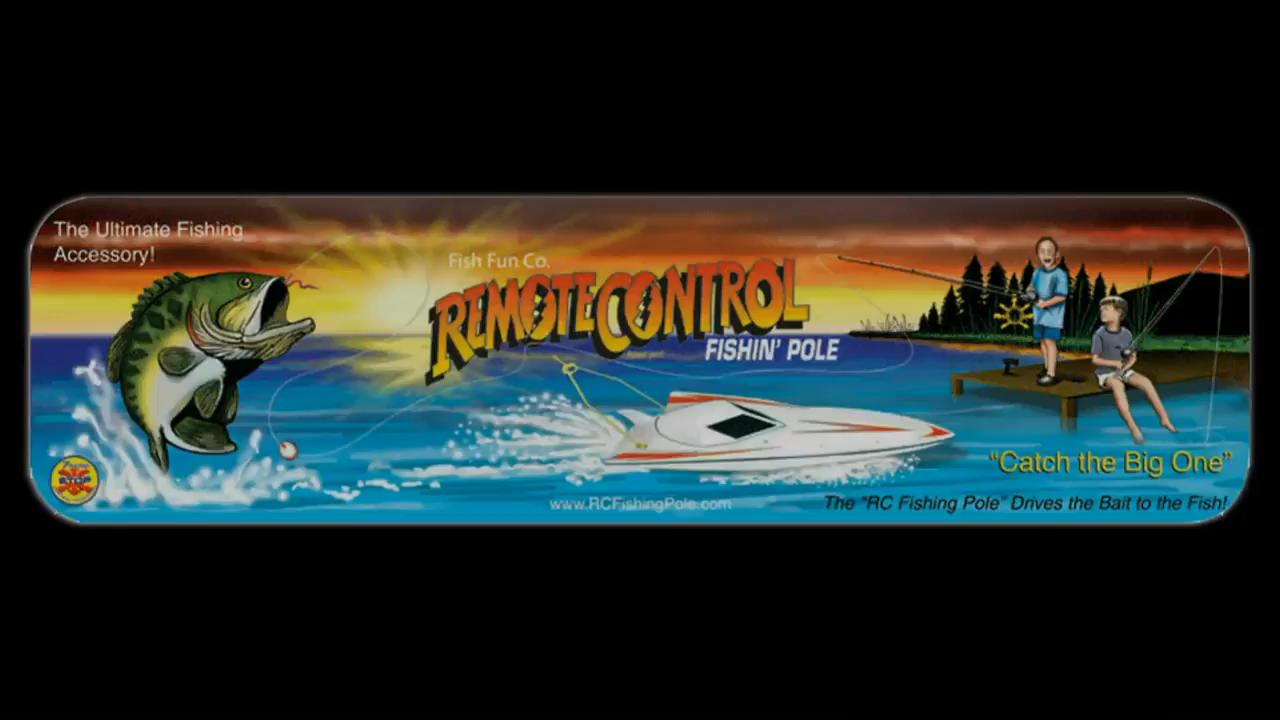 The Ultimate Fishing
Accessory!
Fish Fun Co.
REMOTE CONTROL
FISHIN' POLE
STOP
"Catch the Big One"
www.RCFishingPole.com
The "RC Fishing Pole" Drives the Bait to the Fish!